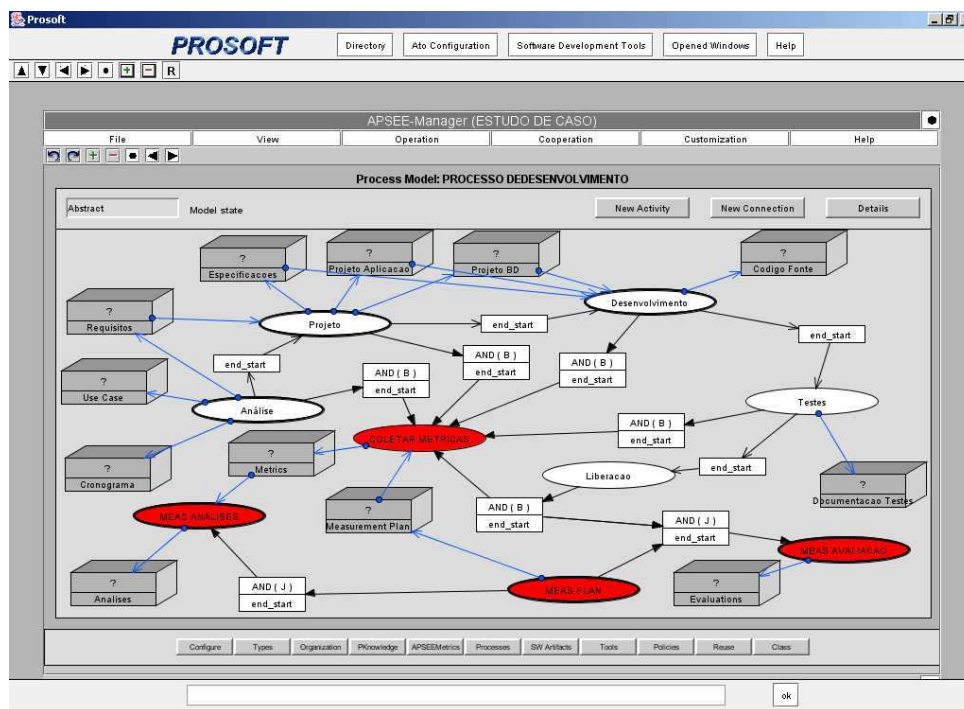 Prosoft
PROSOFT
Directory
Ato Configuration
Software Development Tools
Opened Windows
Help
R
APSEE-Manager (ESTUDO DE CASO)
File
View
Operation
Cooperation
Customization
Help
Process Model: PROCESSO DEDESENVOLVIMENTO
Abstract
Model state
New Activity
New Connection
Details
?
Especificacoes
?
Projeto Aplicacao
?
Projeto BD
?
Codigo Fonte
?
Requisitos
Projeto
end_start
Desenvolvimento
end_start
end_start
AND ( B )
end_start
AND ( B )
end_start
AND ( B )
end_start
?
Use Case
Análise
Testes
COLETAR METRICAS
AND ( B )
end_start
?
Cronograma
?
Metrics
end_start
Liberacao
?
Documentacao Testes
MEAS ANALISES
?
Measurement Plan
AND ( B )
end_start
AND ( J )
end_start
MEAS AVALIACAO
?
Analises
AND ( J )
end_start
MEAS PLAN
?
Evaluations
Configure
Types
Organization
PKnowledge
APSEEMetrics
Processes
SW Artifacts
Tools
Policies
Reuse
Class
ok